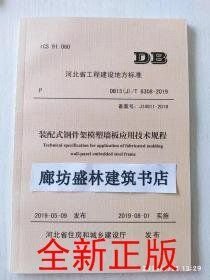 ICS 91.060
DB
河北省工程建设地方标准
P
DB13(J)/T 8308-2019
备案号：J14811-2019
装配式钢骨架模塑墙板应用技术规程
Technical specification for application of fabricated molding
wall-panel embedded steel frame
廊坊盛林建筑书店
2019-05-09 发布
2019-08-01 实施
河北省住房和城乡建设厅 发布
全新正版